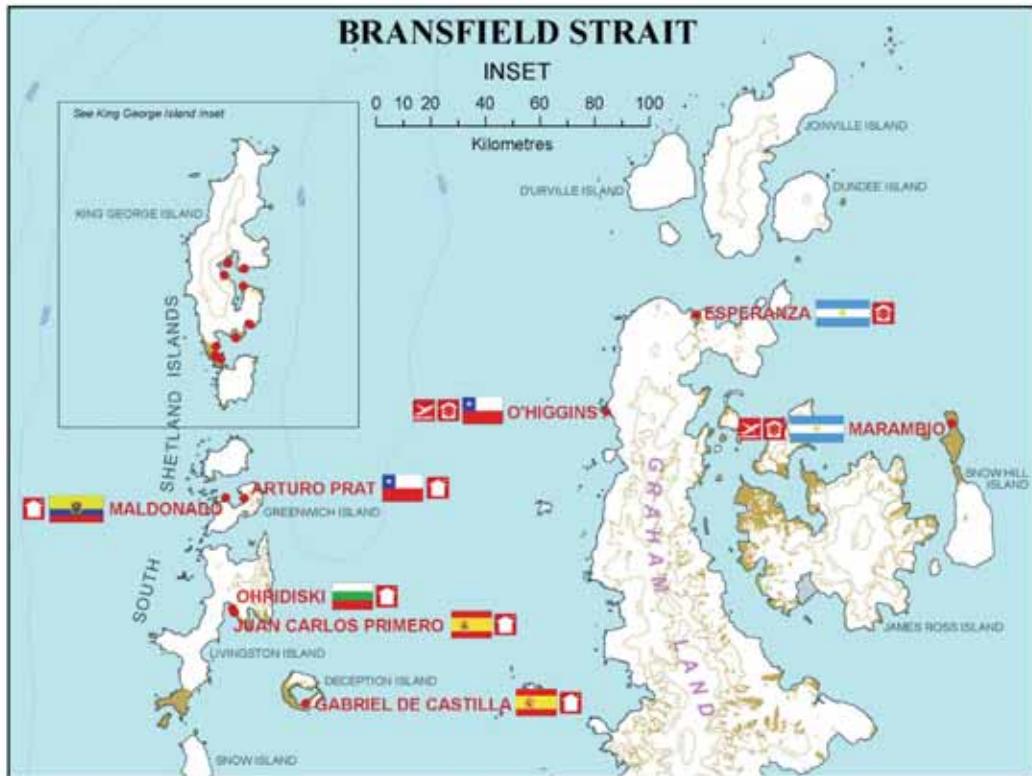 BRANSFIELD STRAIT
INSET
0 10 20 40 60 80 100
Kilometres
See King George Island Inset
KING GEORGE ISLAND
JOINVILLE ISLAND
D'URVILLE ISLAND
DUNDEE ISLAND
ESPERANZA
O'HIGGINS
MARAMBIO
SNOW HILL
ISLAND
SOUTH SHETLAND ISLANDS
ARTURO PRAT
MALDONADO
GREENWICH ISLAND
GRAHAM LAND
OHRIDISKI
JUAN CARLOS PRIMERO
LIVINGSTON ISLAND
JAMES ROSS ISLAND
DECEPTION ISLAND
GABRIEL DE CASTILLA
SNOW ISLAND